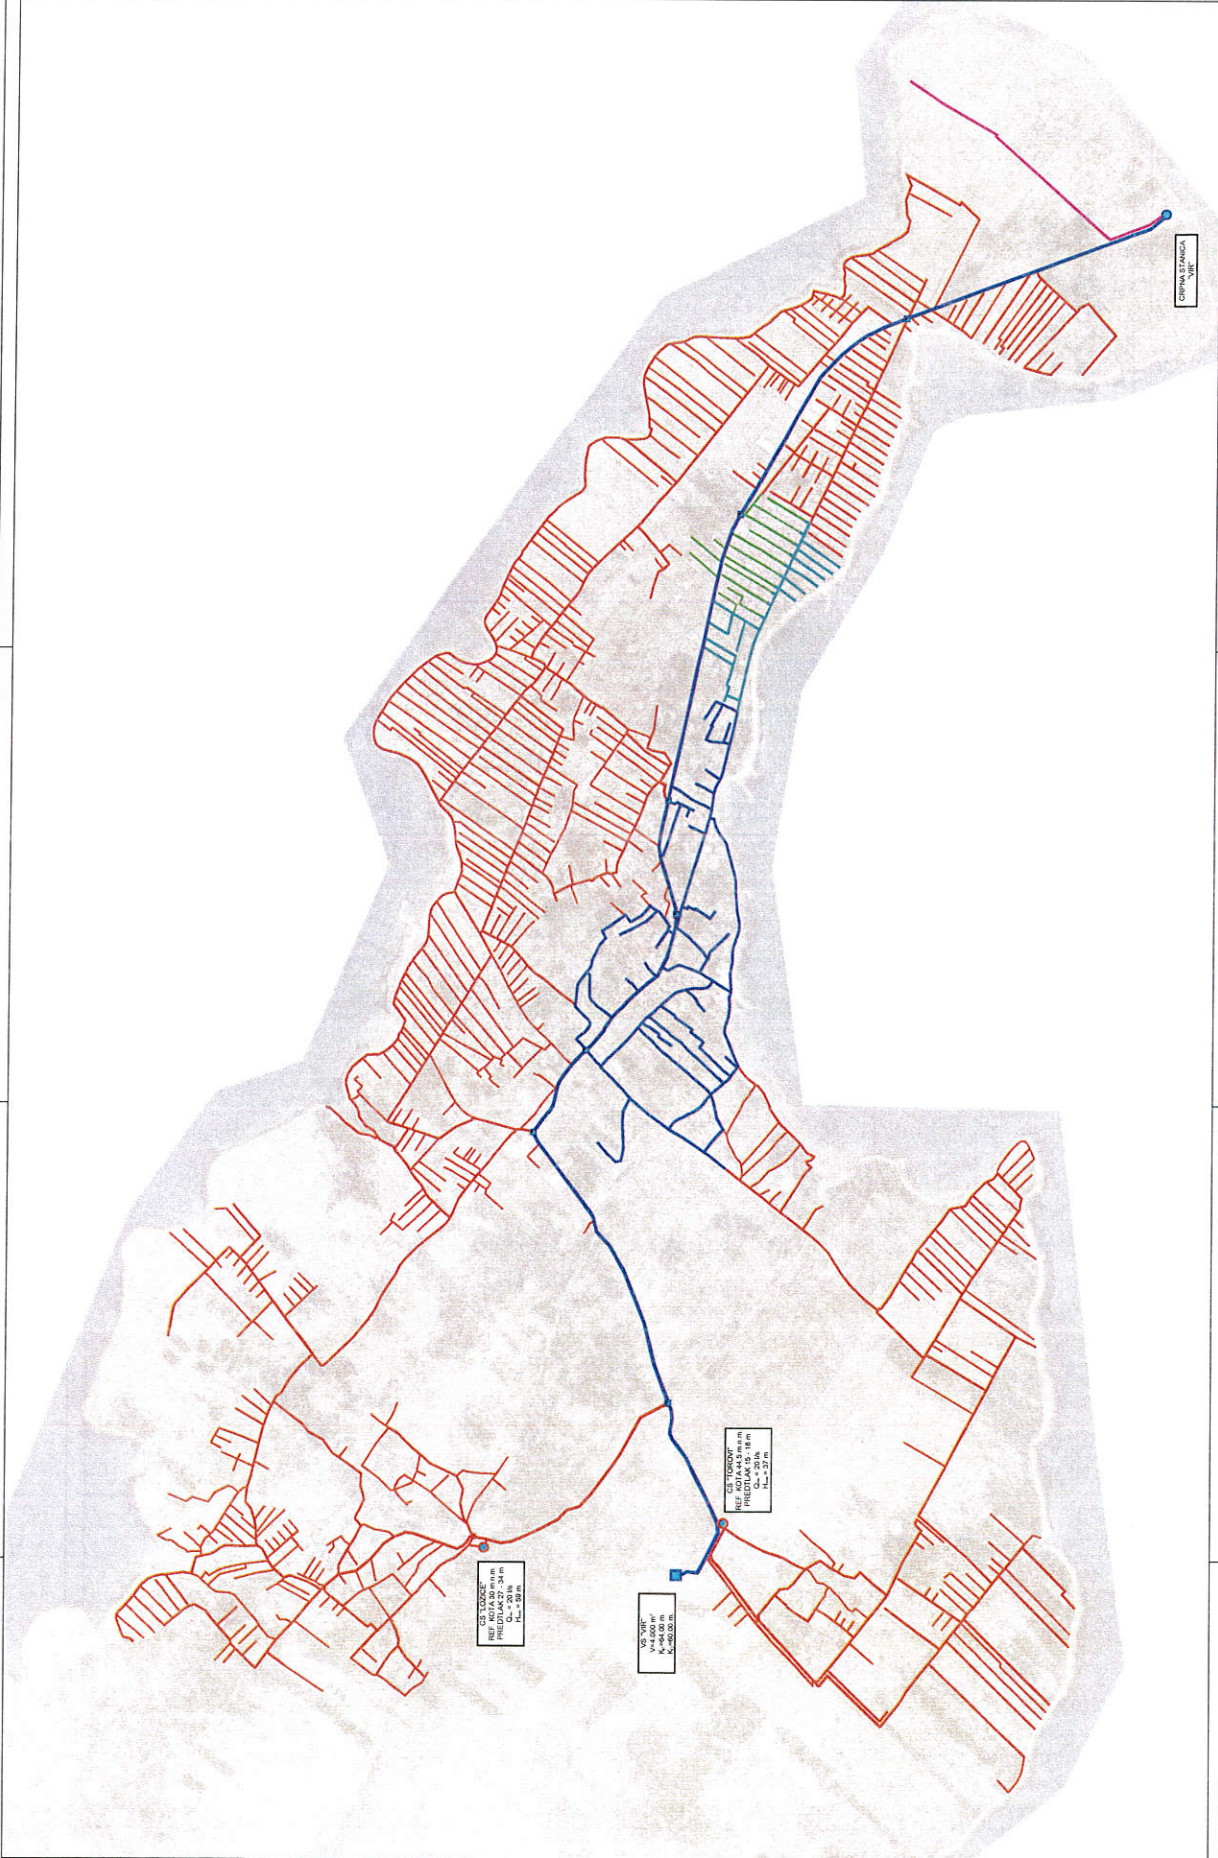 CRPNA STANICA
"VIR"
CS "TOROVI"
REF. KOTA 44.5 m n.m.
PREDTLAK 15 - 18 m
= 20 l/s
= 37 m
CS "LOZICE"
REF. KOTA 30 m n.m.
PREDTLAK 27 - 34 m
= 20 l/s
= 59 m
VS "VIR"
V=4.000 m³
=64,00 m
=60,00 m